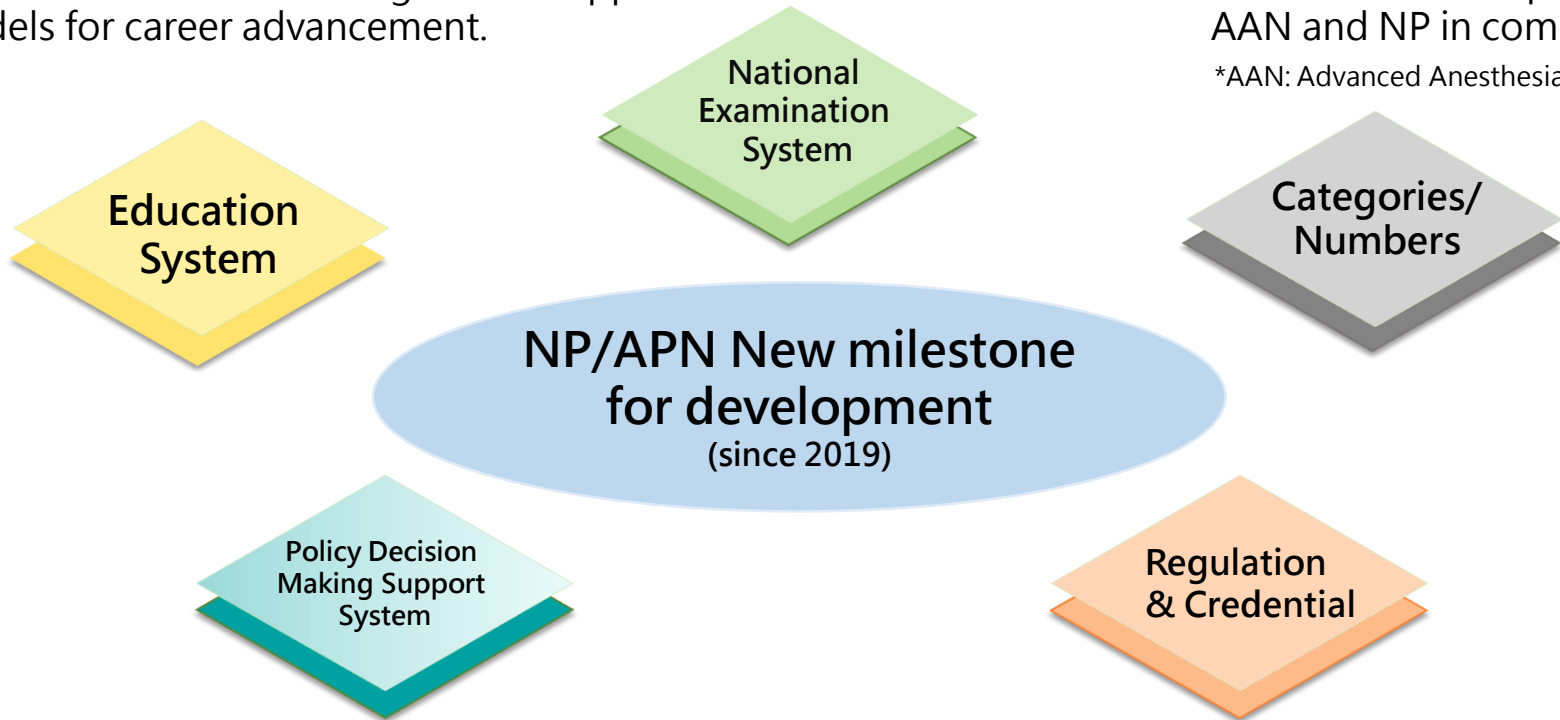 dels for career advancement.
AAN and NP in com
*AAN: Advanced Anesthesia
National
Examination
System
Education
System
Categories/
Numbers
NP/APN New milestone
for development
(since 2019)
Policy Decision
Making Support
System
Regulation
& Credential